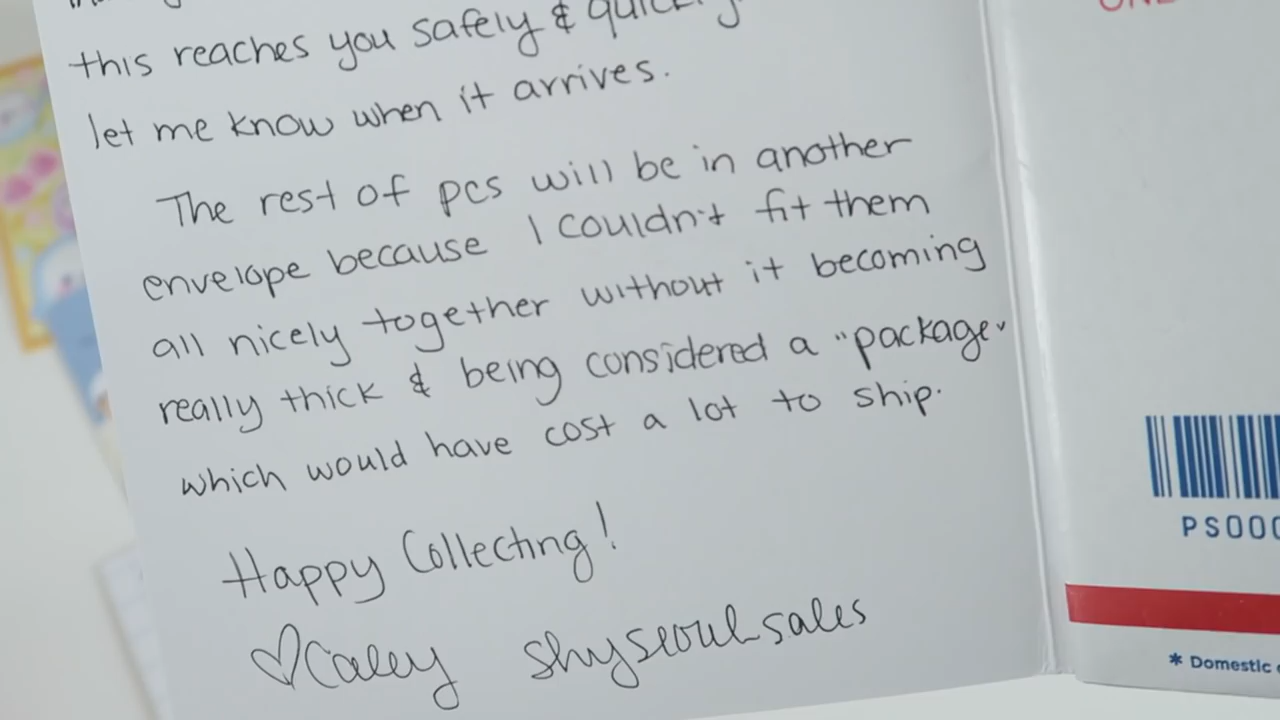 this reaches you safely & quickly
let me know when it arrives.
The rest of pcs will be in another
envelope because I couldn't fit them
all nicely together without it becoming
really thick & being considered a "package"
which would have cost a lot to ship.
Happy Collecting!
♡Caley shyseoulsales
PS000
* Domestic